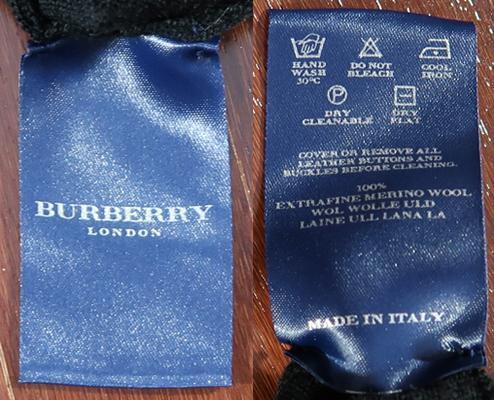 BURBERRY
LONDON
HAND WASH 30°C
DO NOT BLEACH
COOL IRON
P
DRY CLEANABLE
DRY FLAT
COVER OR REMOVE ALL
LEATHER BUTTONS AND
BUCKLES BEFORE CLEANING.
100%
EXTRAFINE MERINO WOOL
WOL WOLLE ULD
LAINE ULL LANA LA
MADE IN ITALY